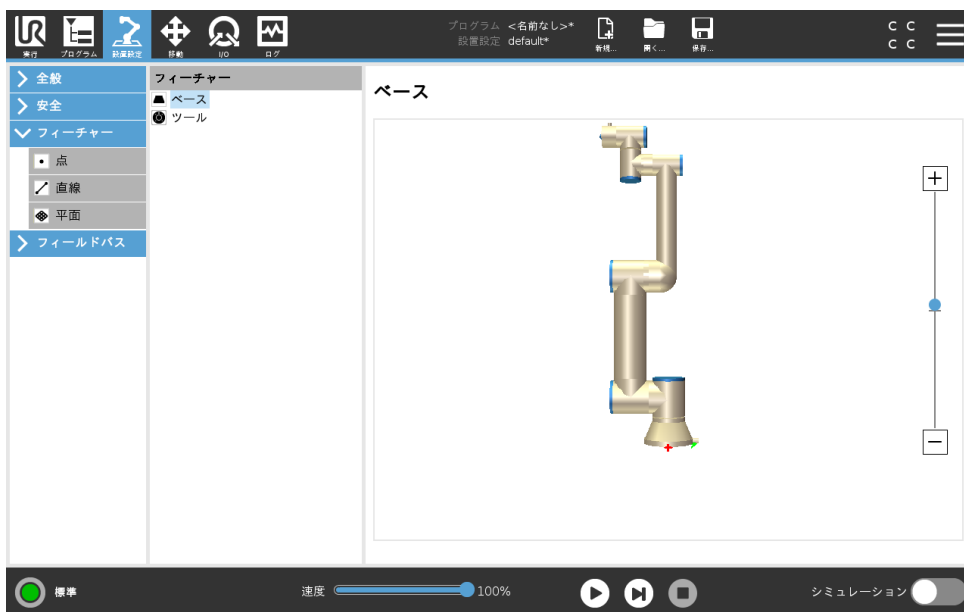 UR
実行
プログラム
設置設定
移動
I/O
ログ
プログラム <名前なし>*
設置設定 default*
新規...
開く...
保存...
C C
C C
全般
安全
フィーチャー
点
直線
平面
フィールドバス
フィーチャー
ベース
ツール
ベース
標準
速度
100%
シミュレーション